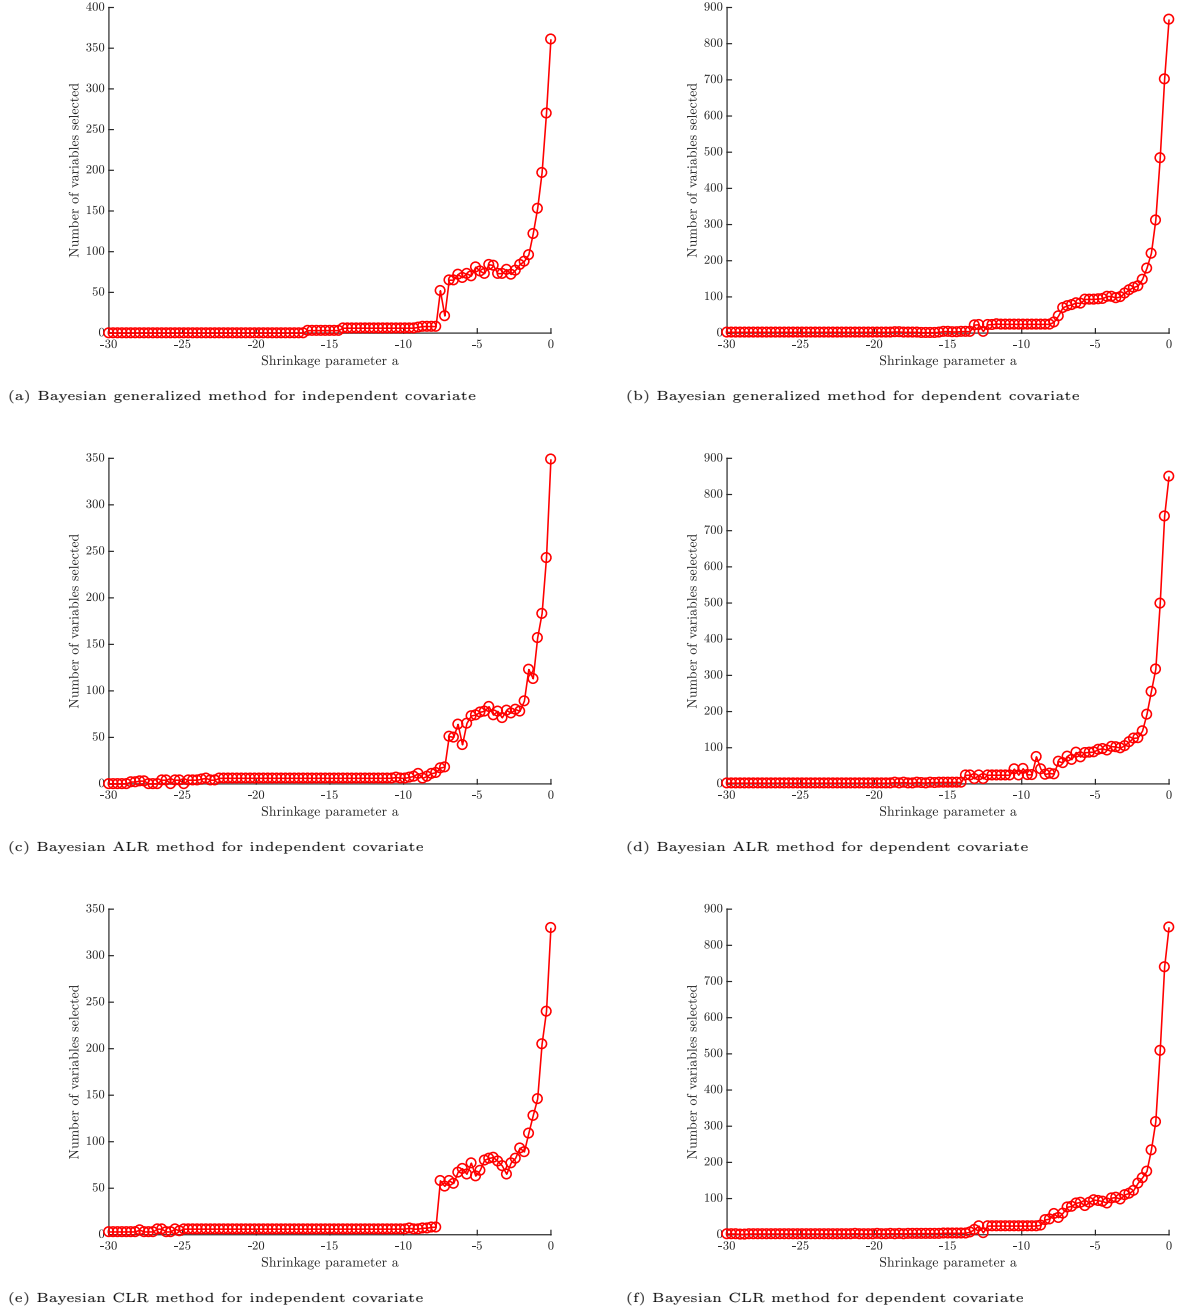 400
350
300
250
200
150
100
50
0
Number of variables selected
-30 -25 -20 -15 -10 -5 0
Shrinkage parameter a
(a) Bayesian generalized method for independent covariate
900
800
700
600
500
400
300
200
100
0
Number of variables selected
-30 -25 -20 -15 -10 -5 0
Shrinkage parameter a
(b) Bayesian generalized method for dependent covariate
350
300
250
200
150
100
50
0
Number of variables selected
-30 -25 -20 -15 -10 -5 0
Shrinkage parameter a
(c) Bayesian ALR method for independent covariate
900
800
700
600
500
400
300
200
100
0
Number of variables selected
-30 -25 -20 -15 -10 -5 0
Shrinkage parameter a
(d) Bayesian ALR method for dependent covariate
350
300
250
200
150
100
50
0
Number of variables selected
-30 -25 -20 -15 -10 -5 0
Shrinkage parameter a
(e) Bayesian CLR method for independent covariate
900
800
700
600
500
400
300
200
100
0
Number of variables selected
-30 -25 -20 -15 -10 -5 0
Shrinkage parameter a
(f) Bayesian CLR method for dependent covariate